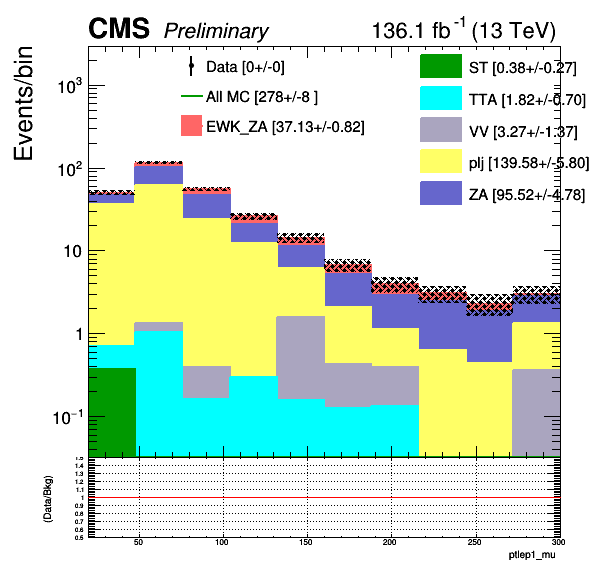 CMS Preliminary 136.1 fb⁻¹ (13 TeV)
Events/bin
Data [0+/-0]
All MC [278+/-8 ]
EWK_ZA [37.13+/-0.82]
ST [0.38+/-0.27]
TTA [1.82+/-0.70]
VV [3.27+/-1.37]
plj [139.58+/-5.80]
ZA [95.52+/-4.78]
10³
10²
10
1
10⁻¹
(Data/Bkg)
1.5
1.4
1.3
1.2
1.1
1
0.9
0.8
0.7
0.6
0.5
50 100 150 200 250 300
ptlep1_mu